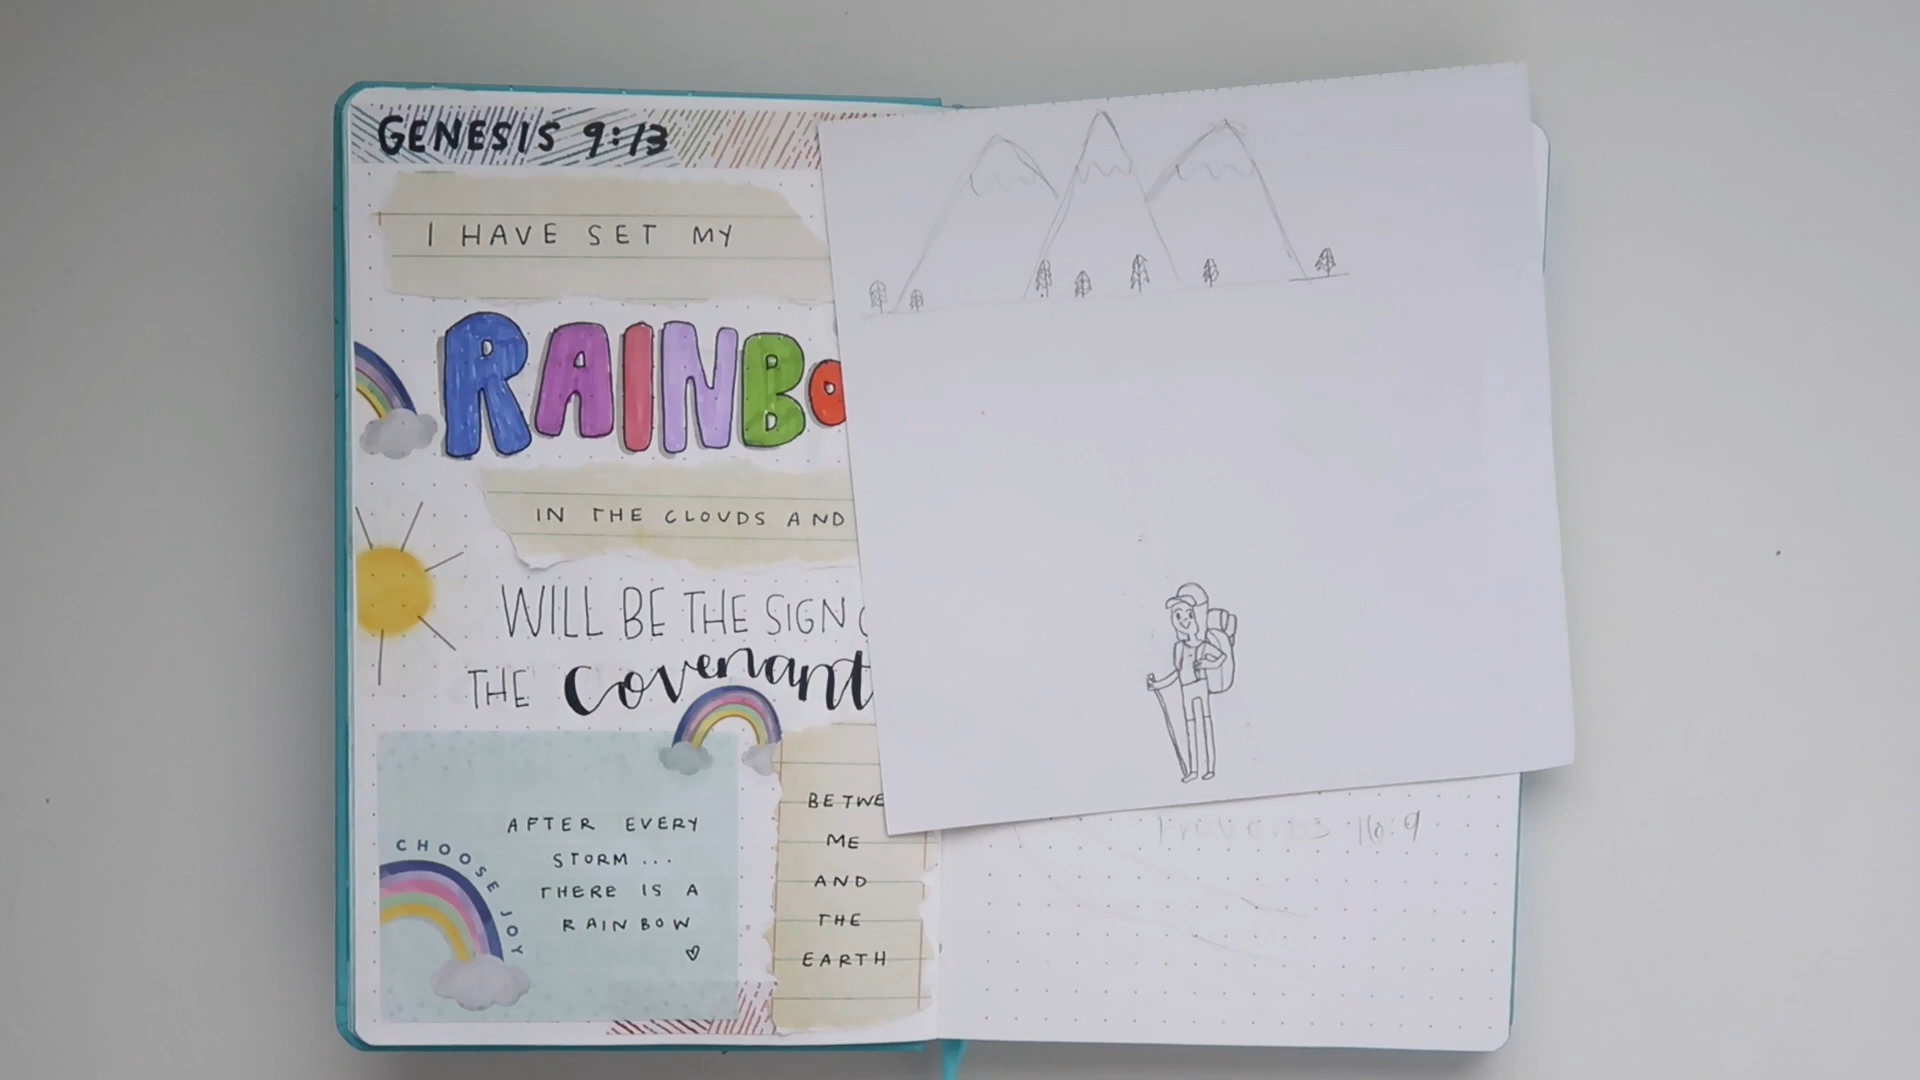 GENESIS 9:13
I HAVE SET MY
RAINBO
IN THE CLOUDS AND
WILL BE THE SIGN
THE Covenant
CHOOSE JOY
AFTER EVERY
STORM...
THERE IS A
RAINBOW
BETWE
ME
AND
THE
EARTH
Proverbs 16:9